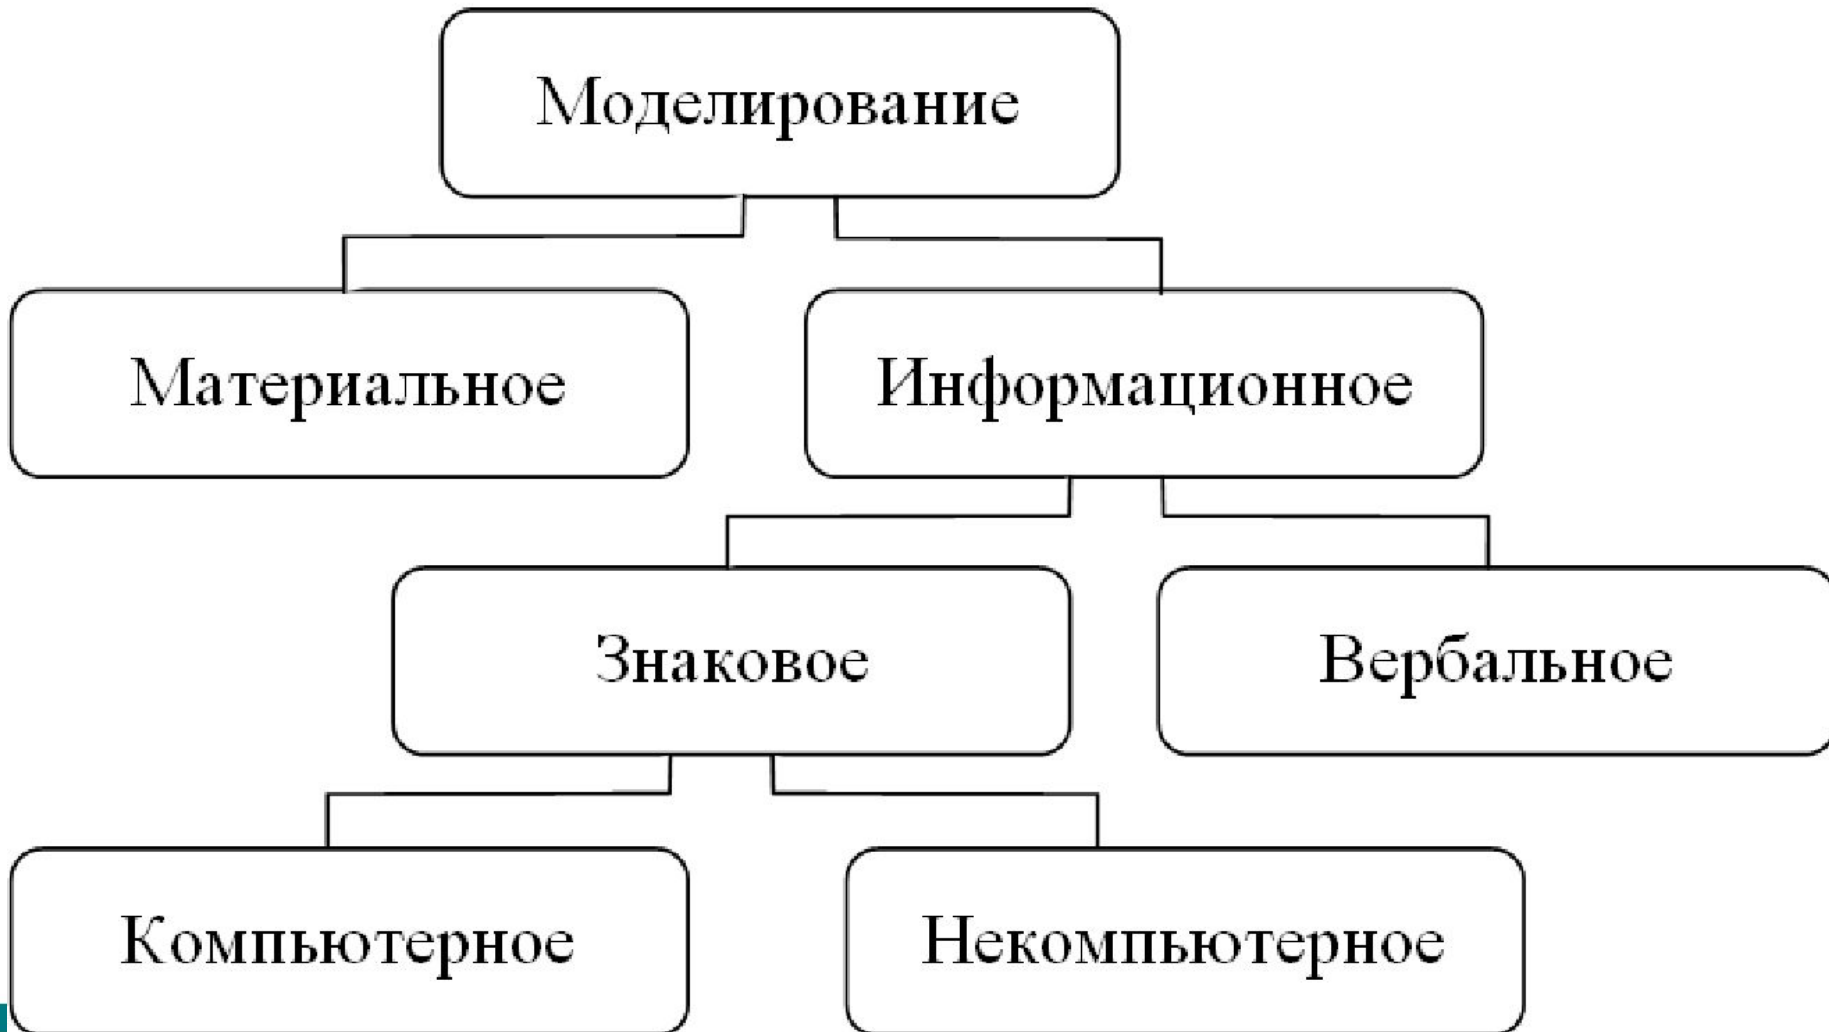 Моделирование
Материальное
Информационное
Знаковое
Вербальное
Компьютерное
Некомпьютерное